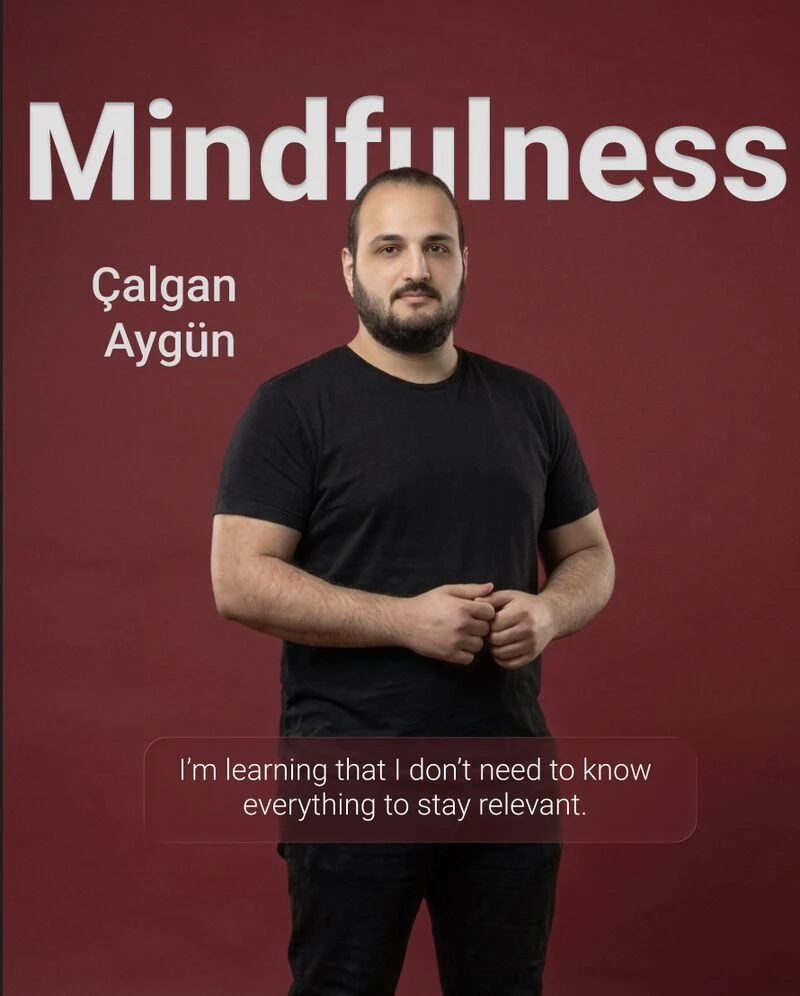 Mindfulness
Çalgan
Aygün
I’m learning that I don’t need to know
everything to stay relevant.